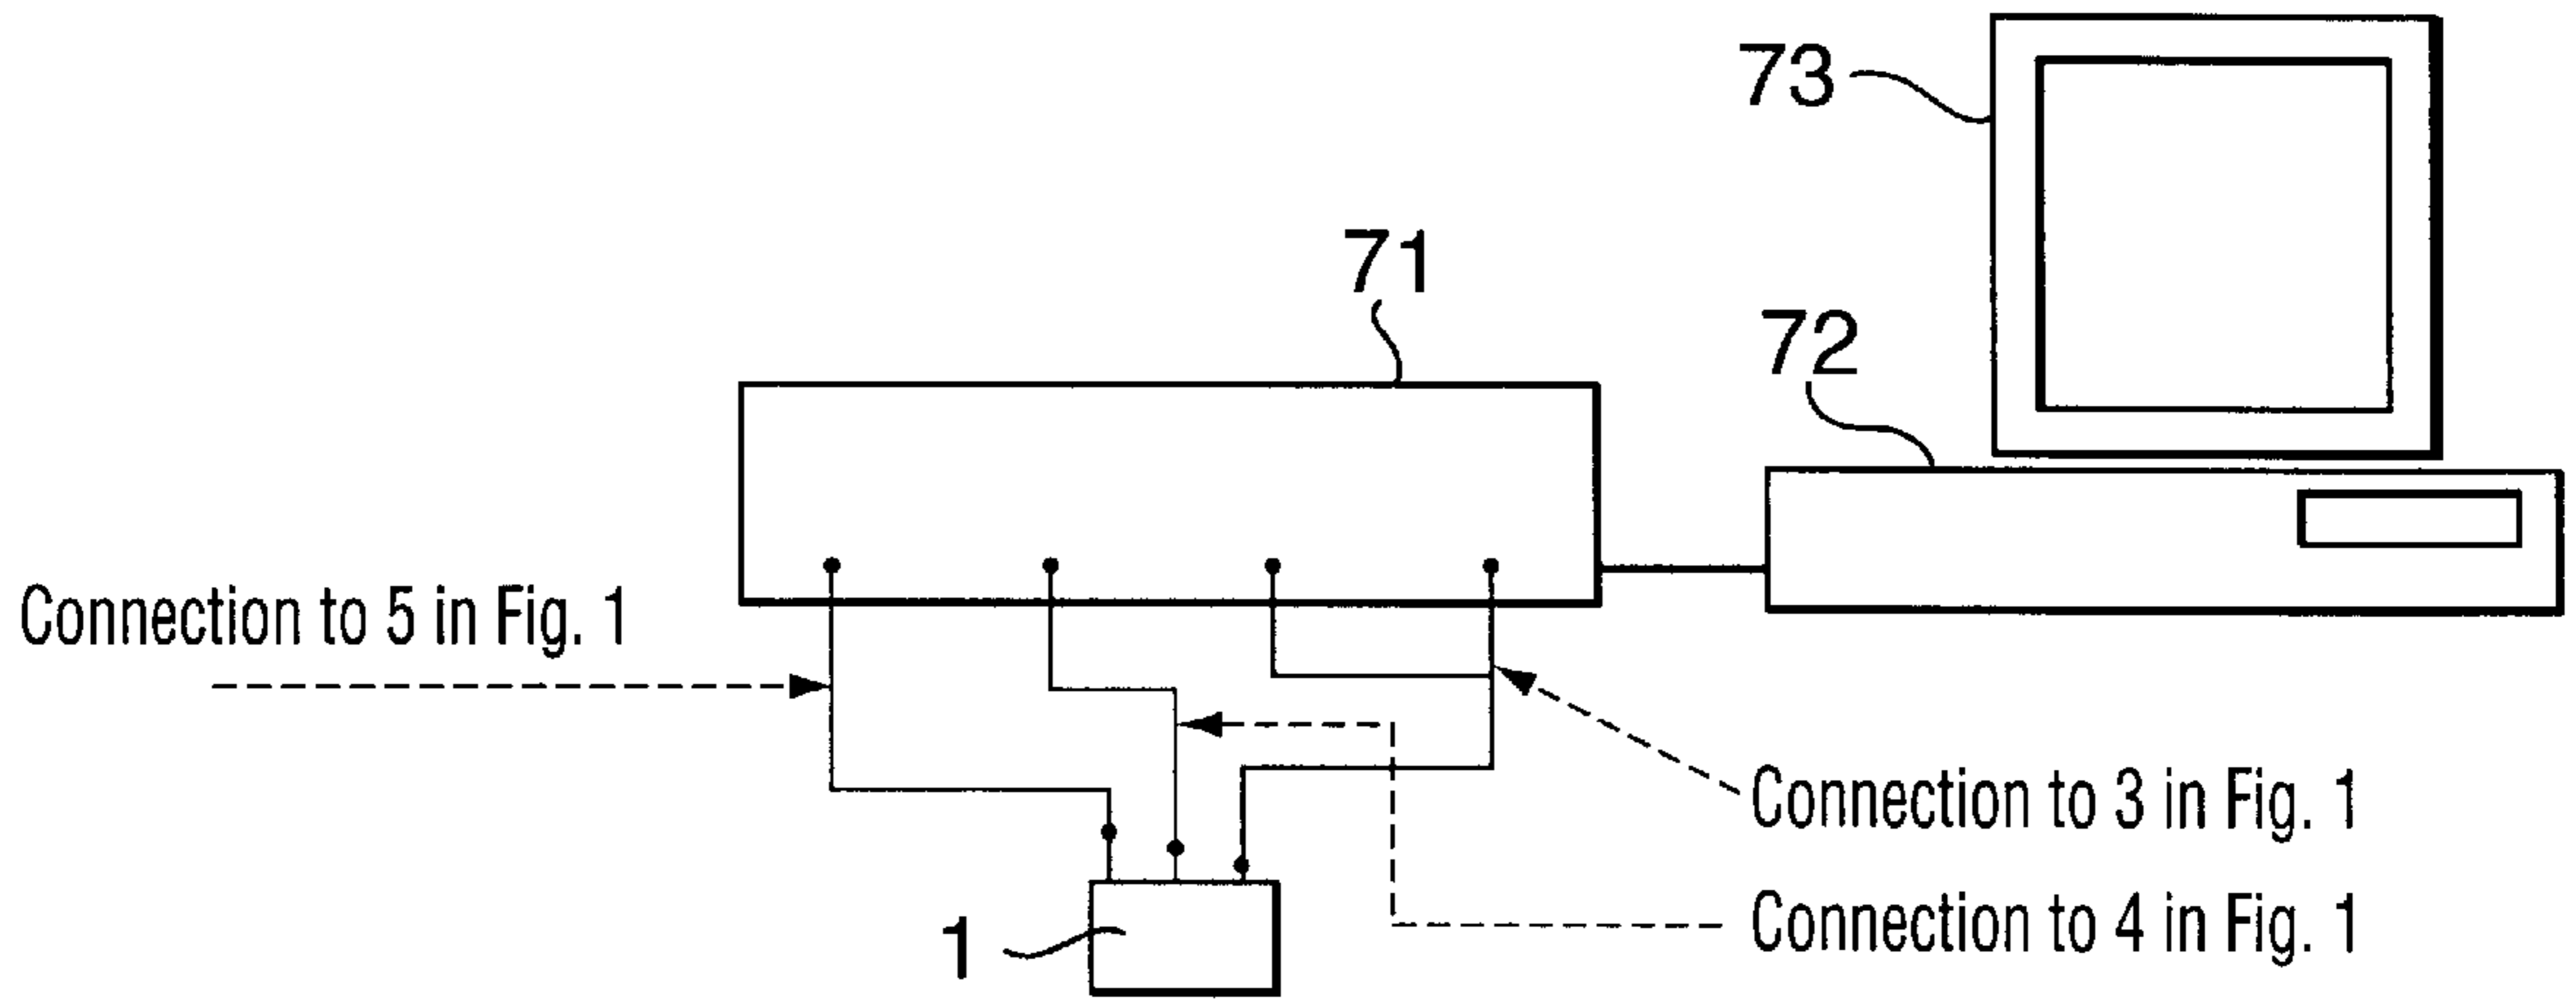 73
71
72
Connection to 5 in Fig. 1
Connection to 3 in Fig. 1
Connection to 4 in Fig. 1
1